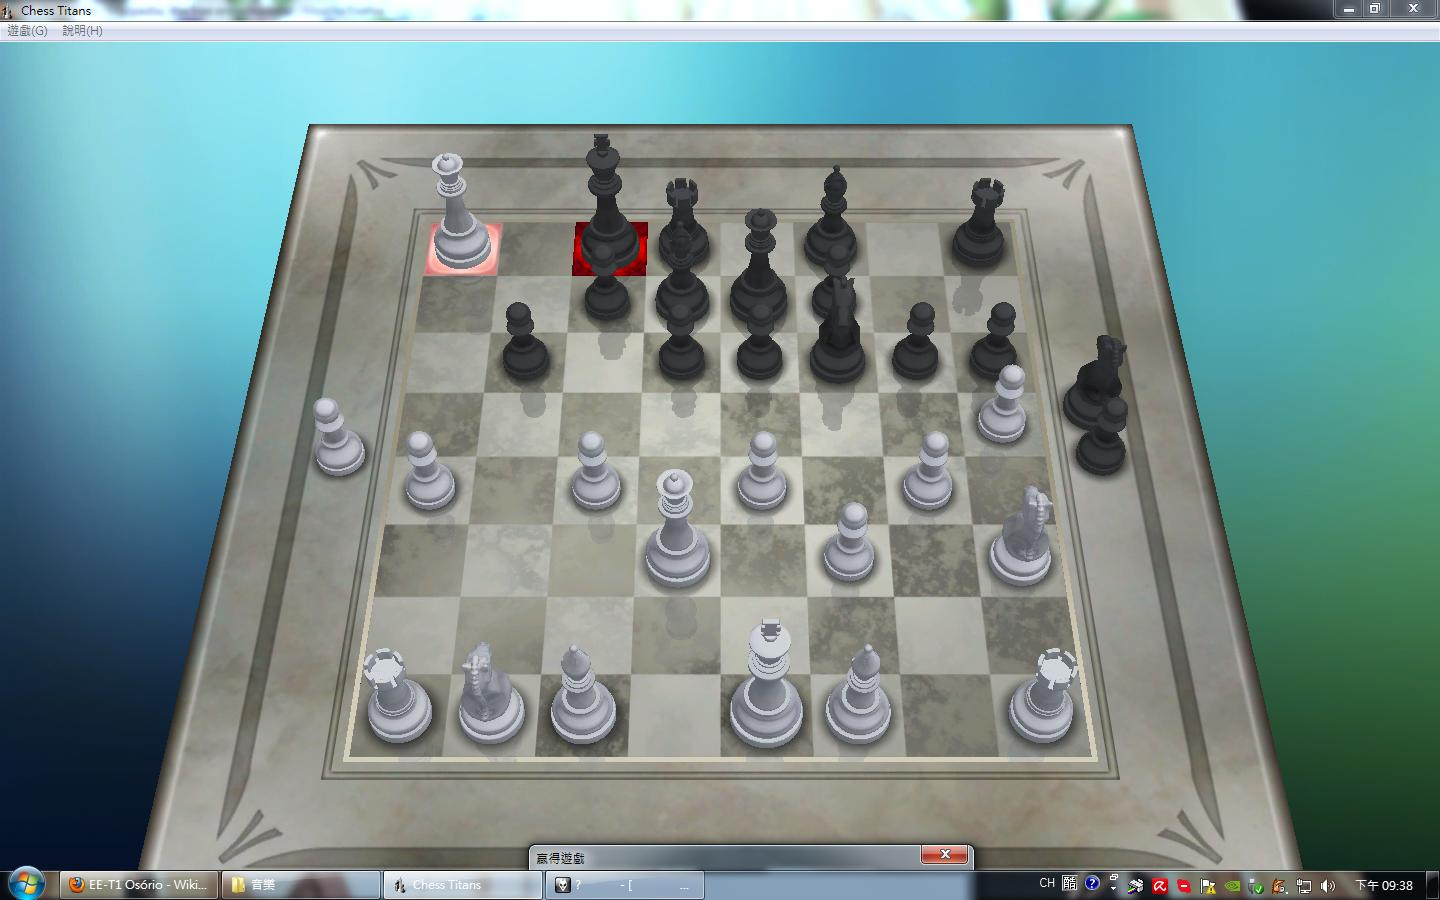 Chess Titans
遊戲(G) 說明(H)
贏得遊戲
EE-T1 Osório - Wiki...
音樂
Chess Titans
? - [ ...
CH 酷
下午 09:38